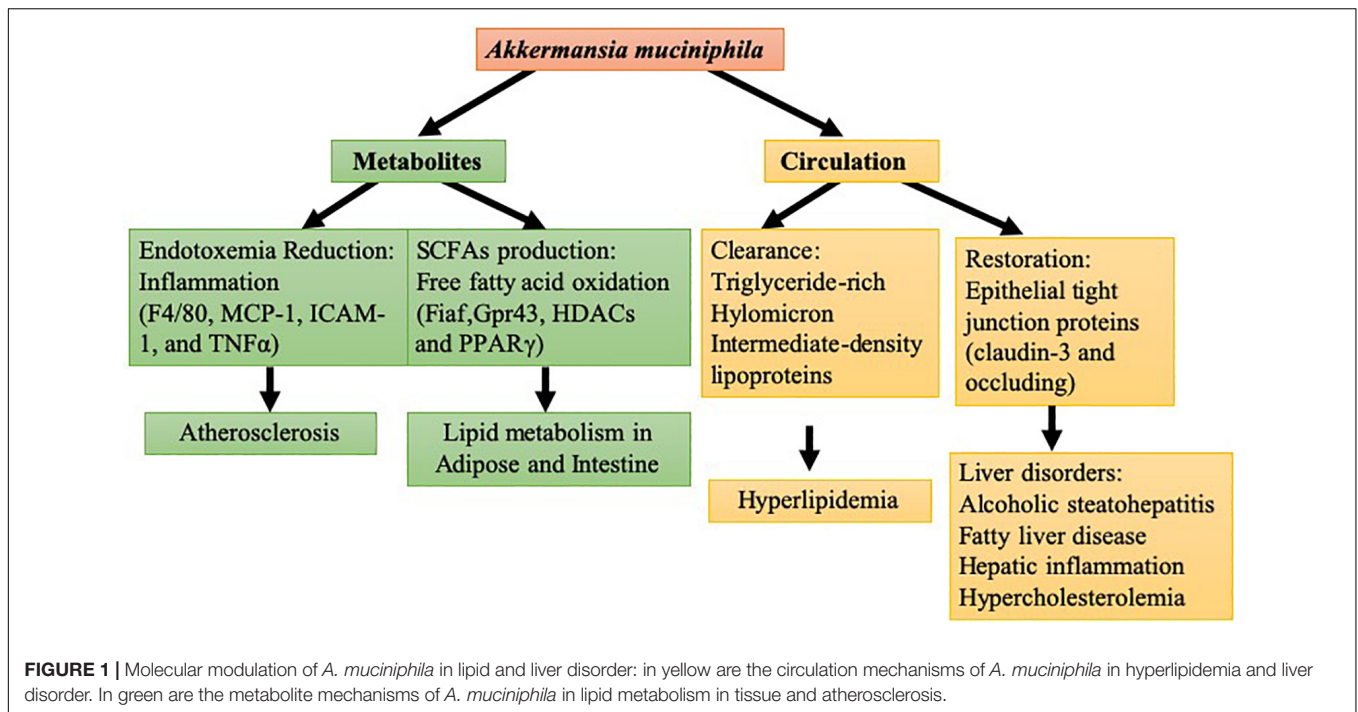 Akkermansia muciniphila
Metabolites
Circulation
Endotoxemia Reduction:
Inflammation
(F4/80, MCP-1, ICAM-
1, and TNFα)
SCFAs production:
Free fatty acid oxidation
(Fiaf,Gpr43, HDACs
and PPARγ)
Clearance:
Triglyceride-rich
Hylomicron
Intermediate-density
lipoproteins
Restoration:
Epithelial tight
junction proteins
(claudin-3 and
occluding)
Atherosclerosis
Lipid metabolism in
Adipose and Intestine
Hyperlipidemia
Liver disorders:
Alcoholic steatohepatitis
Fatty liver disease
Hepatic inflammation
Hypercholesterolemia
FIGURE 1 | Molecular modulation of A. muciniphila in lipid and liver disorder: in yellow are the circulation mechanisms of A. muciniphila in hyperlipidemia and liver
disorder. In green are the metabolite mechanisms of A. muciniphila in lipid metabolism in tissue and atherosclerosis.